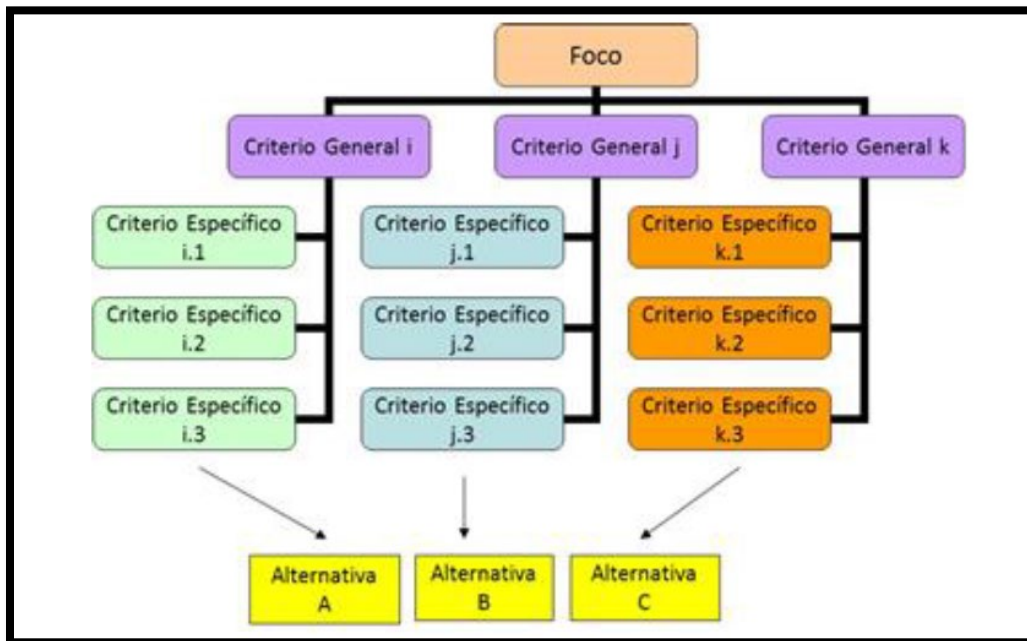 Foco
Criterio General i
Criterio General j
Criterio General k
Criterio Específico
i.1
Criterio Específico
j.1
Criterio Específico
k.1
Criterio Específico
i.2
Criterio Específico
j.2
Criterio Específico
k.2
Criterio Específico
i.3
Criterio Específico
j.3
Criterio Específico
k.3
Alternativa
A
Alternativa
B
Alternativa
C